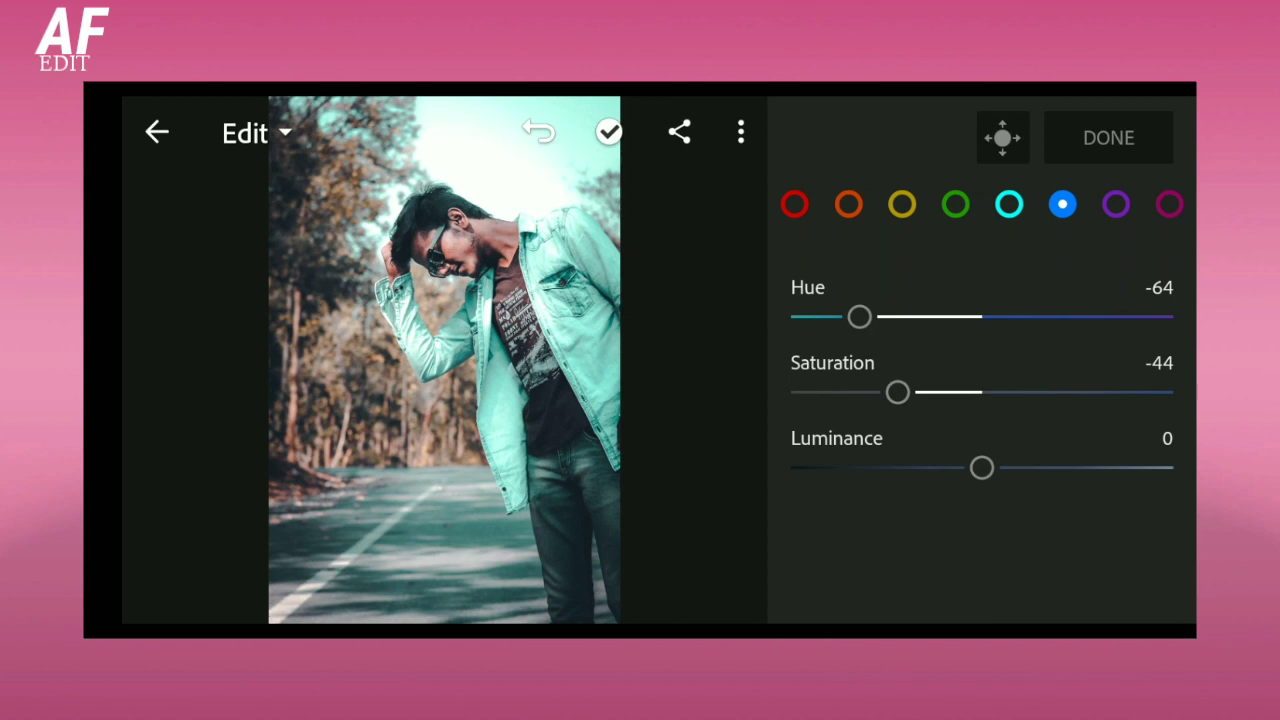 AF
EDIT
Edit
DONE
Hue -64
Saturation -44
Luminance 0